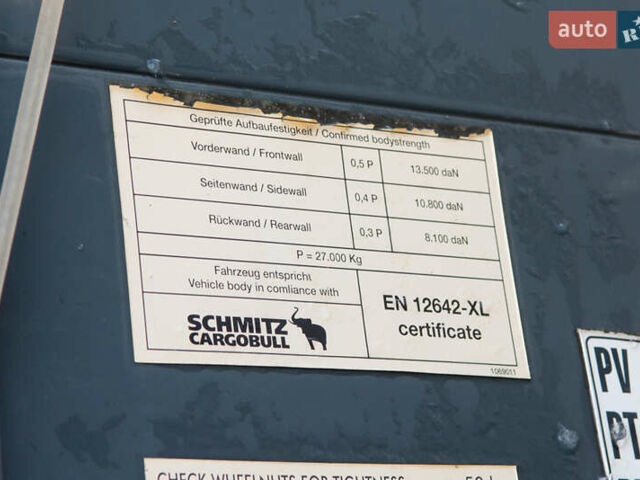 auto
Geprüfte Aufbaufestigkeit / Confirmed bodystrength
Vorderwand / Frontwall 0,5 P 13.500 daN
Seitenwand / Sidewall 0,4 P 10.800 daN
Rückwand / Rearwall 0,3 P 8.100 daN
P = 27.000 Kg
Fahrzeug entspricht
Vehicle body in comliance with
EN 12642-XL
certificate
SCHMITZ
CARGOBULL
1069011
PV
PT
CHECK WHEELNUTS FOR TIGHTNESS